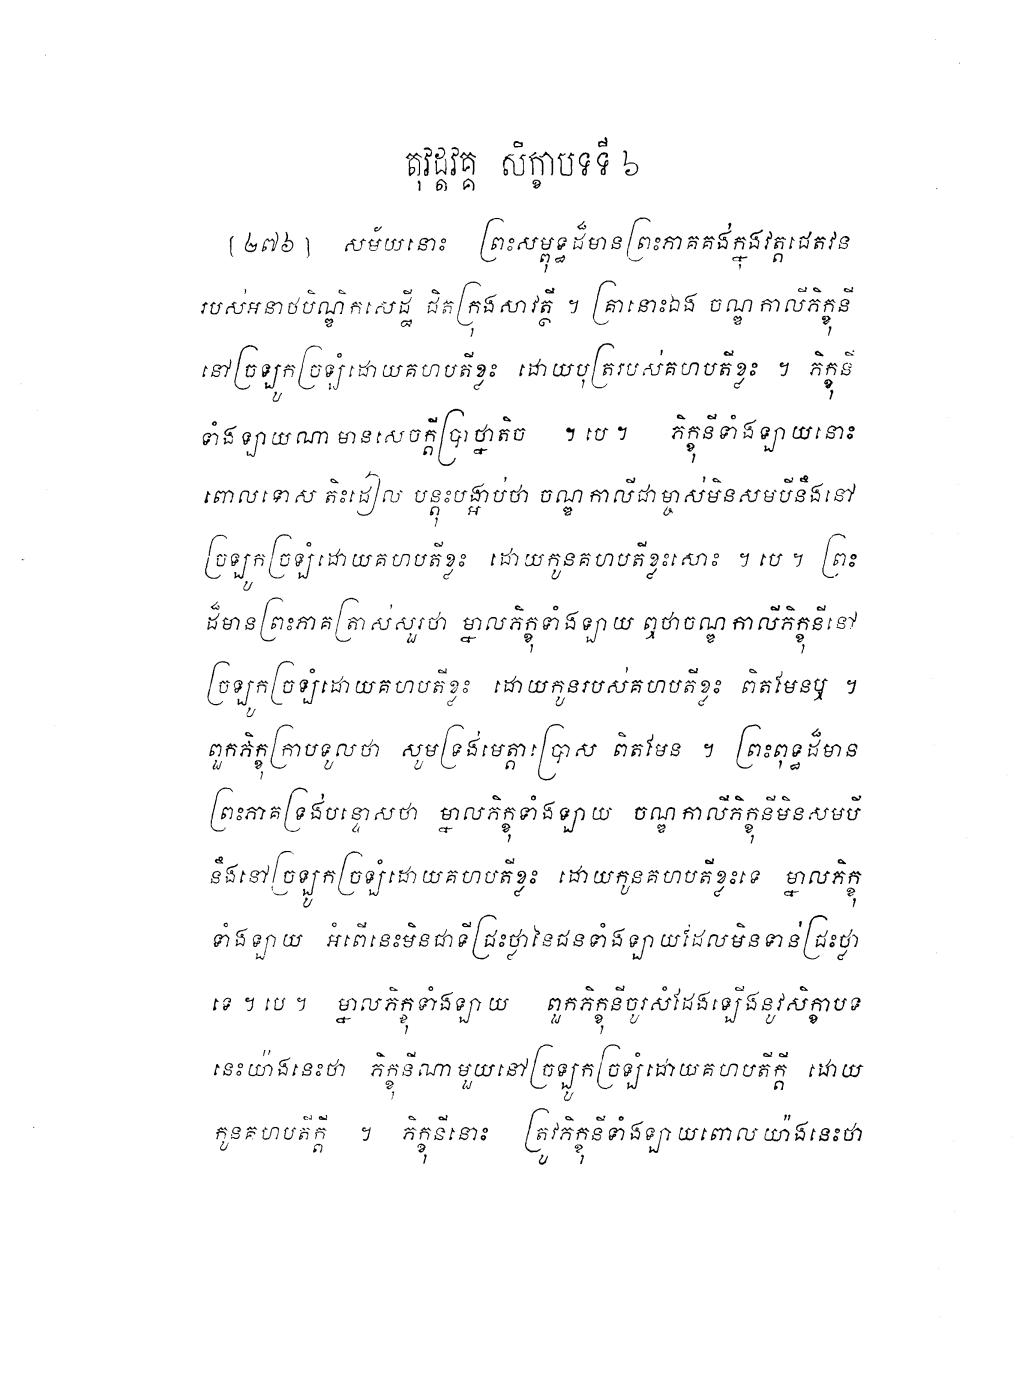 តុវដ្តវគ្គ សិក្ខាបទទី ៦
(២៧៦) សម័យនោះ ព្រះសម្ពុទ្ធដ៏មានព្រះភាគគង់ក្នុងវត្តជេតវន
របស់អនាថបិណ្ឌិកសេដ្ឋី ជិតក្រុងសាវត្ថី ។ គ្រានោះឯង ចណ្ឌកាលីភិក្ខុនី
នៅច្រឡូកច្រឡំដោយគហបតីខ្លះ ដោយបុត្ររបស់គហបតីខ្លះ ។ ភិក្ខុនី
ទាំងឡាយណា មានសេចក្តីប្រាថ្នាតិច ។ បេ ។ ភិក្ខុនីទាំងឡាយនោះ
ពោលទោស តិះដៀល បន្តុះបង្អាប់ថា ចណ្ឌកាលីជាម្ចាស់មិនសមបីនឹងនៅ
ច្រឡូកច្រឡំដោយគហបតីខ្លះ ដោយកូនគហបតីខ្លះសោះ ។ បេ ។ ព្រះ
ដ៏មានព្រះភាគត្រាស់សួរថា ម្នាលភិក្ខុទាំងឡាយ ឮថាចណ្ឌកាលីភិក្ខុនីនៅ
ច្រឡូកច្រឡំដោយគហបតីខ្លះ ដោយកូនរបស់គហបតីខ្លះ ពិតមែនឬ ។
ពួកភិក្ខុក្រាបទូលថា សូមទ្រង់មេត្តាប្រោស ពិតមែន ។ ព្រះពុទ្ធដ៏មាន
ព្រះភាគទ្រង់បន្ទោសថា ម្នាលភិក្ខុទាំងឡាយ ចណ្ឌកាលីភិក្ខុនីមិនសមបី
នឹងនៅច្រឡូកច្រឡំដោយគហបតីខ្លះ ដោយកូនគហបតីខ្លះទេ ម្នាលភិក្ខុ
ទាំងឡាយ អំពើនេះមិនជាទីជ្រះថ្លានៃជនទាំងឡាយដែលមិនទាន់ជ្រះថ្លា
ទេ ។ បេ ។ ម្នាលភិក្ខុទាំងឡាយ ពួកភិក្ខុនីចូរសំដែងឡើងនូវសិក្ខាបទ
នេះយ៉ាងនេះថា ភិក្ខុនីណាមួយនៅច្រឡូកច្រឡំដោយគហបតីក្តី ដោយ
កូនគហបតីក្តី ។ ភិក្ខុនីនោះ ត្រូវភិក្ខុនីទាំងឡាយពោលយ៉ាងនេះថា